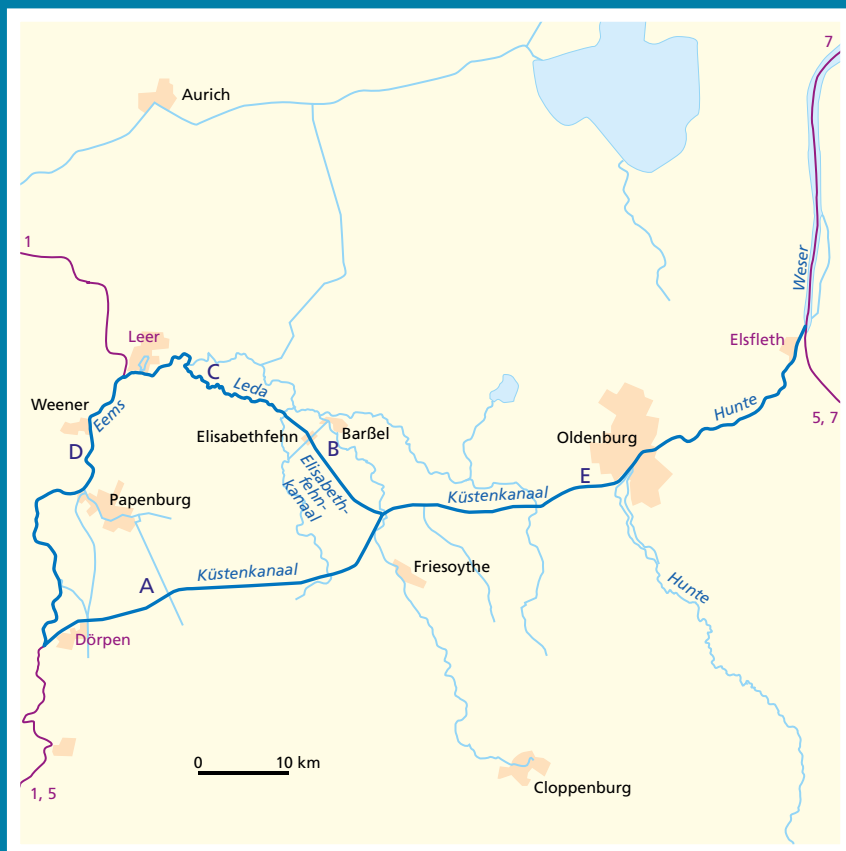 7
Aurich
1
Weser
Leer
Elsfleth
C
Leda
Weener
Eems
Hunte
5, 7
Elisabethfehn
Barßel
Oldenburg
D
B
E
Elisabeth-
fehn-
kanaal
Papenburg
Küstenkanaal
A
Küstenkanaal
Friesoythe
Hunte
Dörpen
0 10 km
1, 5
Cloppenburg